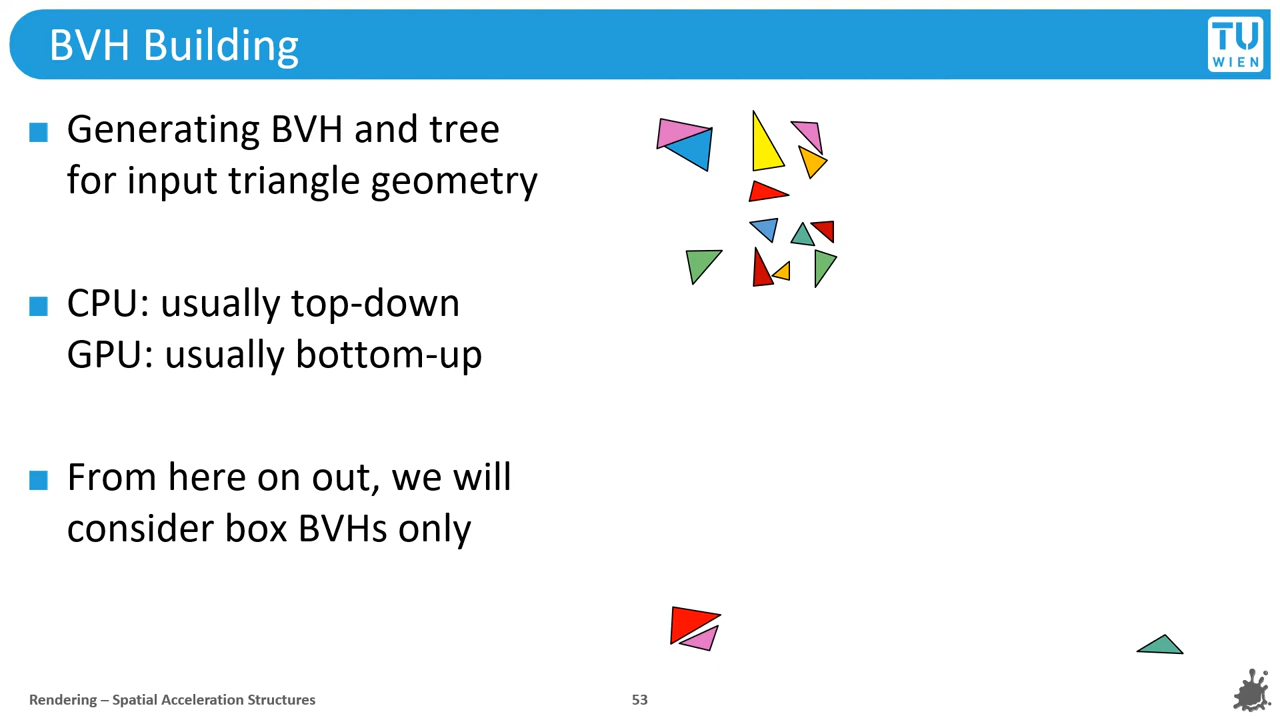 BVH Building
TU
WIEN
Generating BVH and tree
for input triangle geometry
CPU: usually top-down
GPU: usually bottom-up
From here on out, we will
consider box BVHs only
Rendering – Spatial Acceleration Structures
53